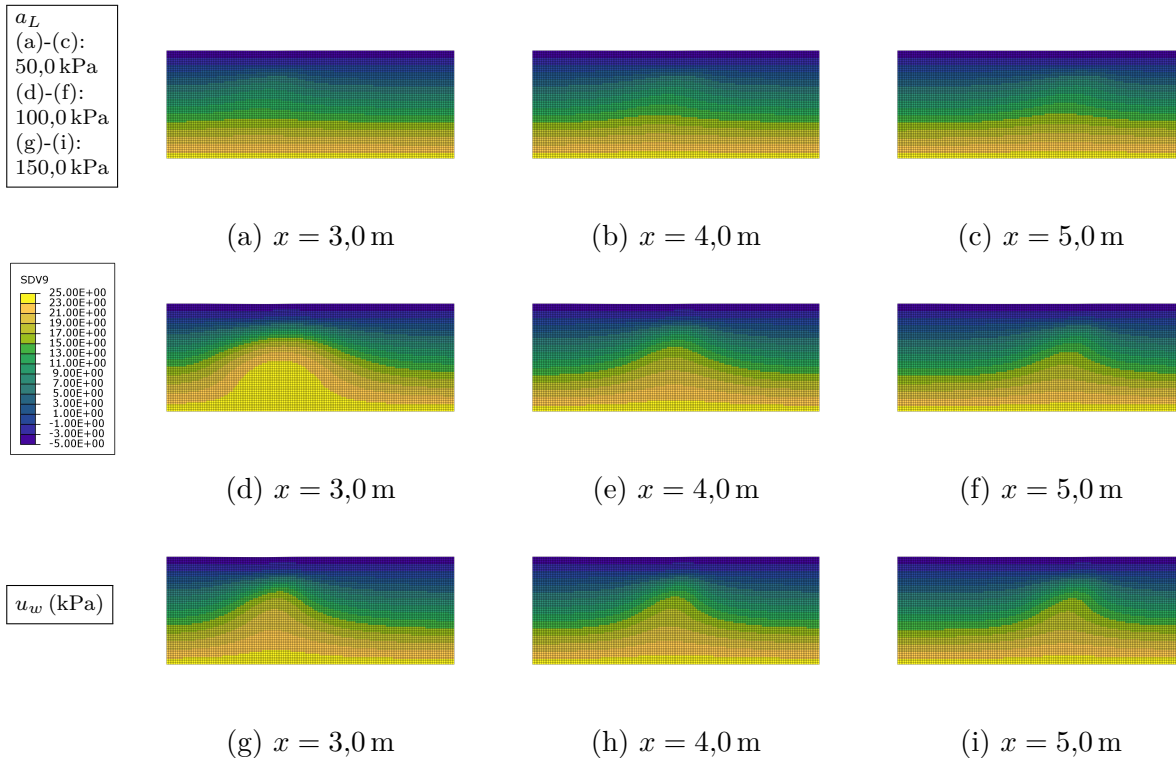 a_L
(a)-(c):
50,0 kPa
(d)-(f):
100,0 kPa
(g)-(i):
150,0 kPa
(a) x = 3,0 m
(b) x = 4,0 m
(c) x = 5,0 m
SDV9
25.00E+00
23.00E+00
21.00E+00
19.00E+00
17.00E+00
15.00E+00
13.00E+00
11.00E+00
9.00E+00
7.00E+00
5.00E+00
3.00E+00
1.00E+00
-1.00E+00
-3.00E+00
-5.00E+00
(d) x = 3,0 m
(e) x = 4,0 m
(f) x = 5,0 m
u_w (kPa)
(g) x = 3,0 m
(h) x = 4,0 m
(i) x = 5,0 m